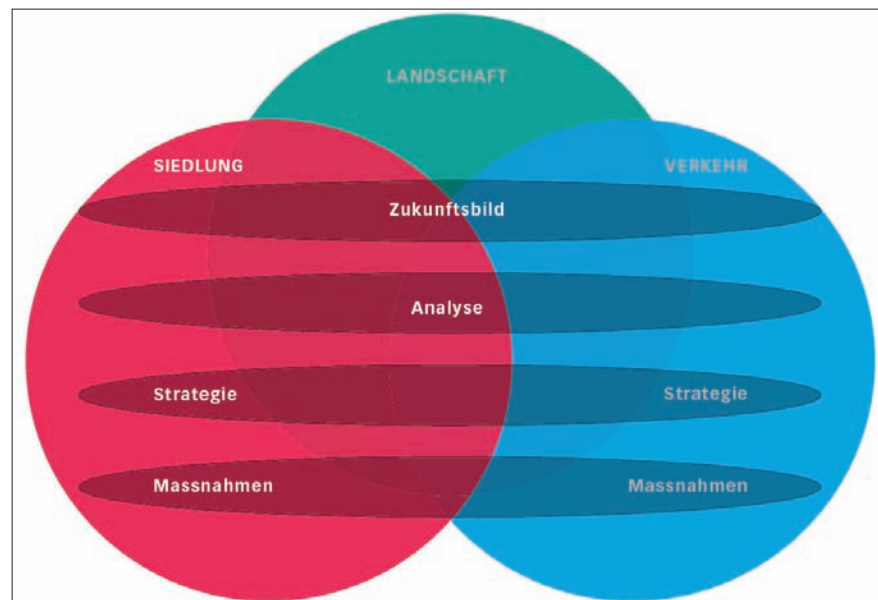 LANDSCHAFT
SIEDLUNG
VERKEHR
Zukunftsbild
Analyse
Strategie
Strategie
Massnahmen
Massnahmen